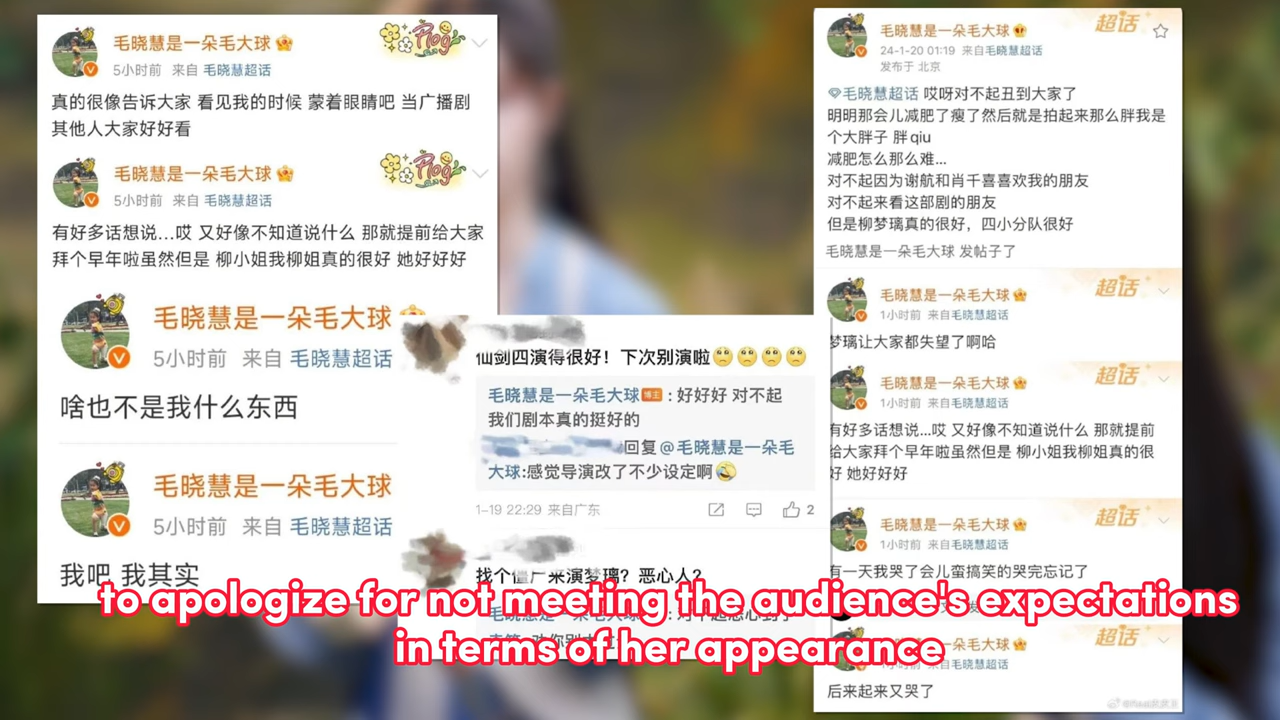 毛晓慧是一朵毛大球
5小时前 来自 毛晓慧超话
Plog
真的很像告诉大家 看见我的时候 蒙着眼睛吧 当广播剧
其他人大家好好看
毛晓慧是一朵毛大球
5小时前 来自 毛晓慧超话
Plog
有好多话想说...哎 又好像不知道说什么 那就提前给大家
拜个早年啦虽然但是 柳小姐我柳姐真的很好 她好好好
毛晓慧是一朵毛大球
5小时前 来自 毛晓慧超话
啥也不是我什么东西
毛晓慧是一朵毛大球
5小时前 来自 毛晓慧超话
我吧 我其实
仙剑四演得很好！下次别演啦
毛晓慧是一朵毛大球 博主：好好好 对不起
我们剧本真的挺好的
回复@毛晓慧是一朵毛
大球:感觉导演改了不少设定啊
1-19 22:29 来自广东
2
找个僵尸来演梦璃？恶心人？
毛晓慧是一朵毛大球
24-1-20 01:19 来自毛晓慧超话
发布于 北京
超话
毛晓慧超话 哎呀对不起丑到大家了
明明那会儿减肥了瘦了然后就是拍起来那么胖我是
个大胖子 胖qiu
减肥怎么那么难...
对不起因为谢航和肖千喜喜欢我的朋友
对不起来看这部剧的朋友
但是柳梦璃真的很好，四小分队很好
毛晓慧是一朵毛大球 发帖子了
毛晓慧是一朵毛大球
1小时前 来自毛晓慧超话
超话
梦璃让大家都失望了啊哈
毛晓慧是一朵毛大球
1小时前 来自毛晓慧超话
超话
有好多话想说...哎 又好像不知道说什么 那就提前
给大家拜个早年啦虽然但是 柳小姐我柳姐真的很
好 她好好好
毛晓慧是一朵毛大球
1小时前 来自毛晓慧超话
超话
有一天我哭了会儿蛮搞笑的哭完忘记了
毛晓慧是一朵毛大球
1小时前 来自毛晓慧超话
超话
后来起来又哭了
to apologize for not meeting the audience's expectations
in terms of her appearance